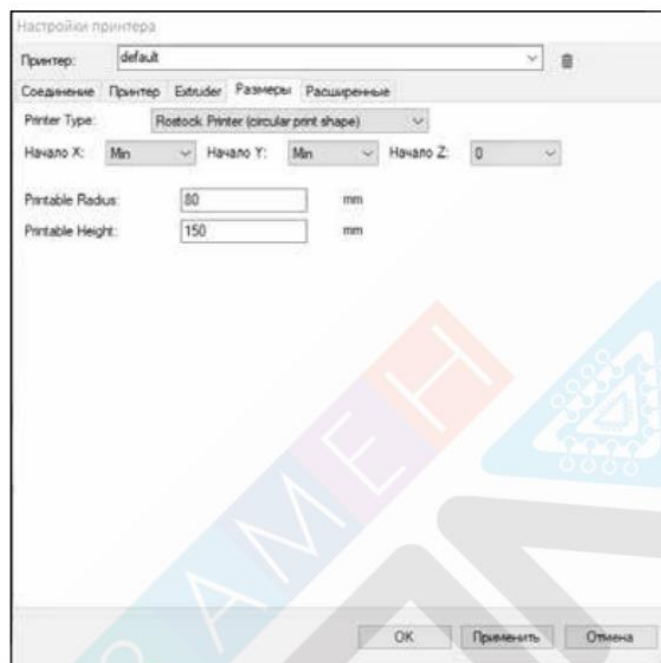 Настройки принтера
Принтер: default
Соединение Принтер Extruder Размеры Расширенные
Printer Type: Rostock Printer (circular print shape)
Начало X: Min Начало Y: Min Начало Z: 0
Printable Radius: 80 mm
Printable Height: 150 mm
РАМЕН
OK Применить Отмена